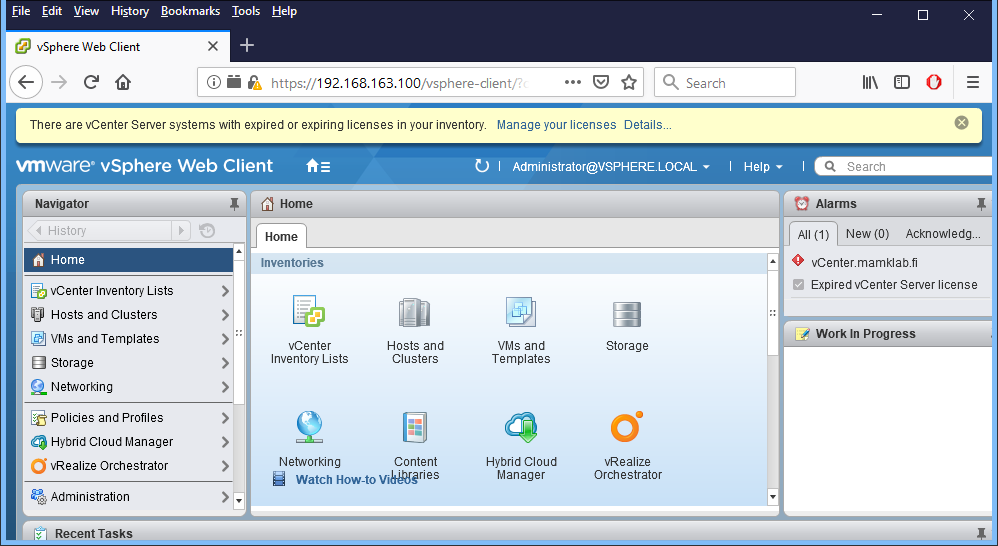 File Edit View History Bookmarks Tools Help
vSphere Web Client
https://192.168.163.100/vsphere-client/?
Search
There are vCenter Server systems with expired or expiring licenses in your inventory. Manage your licenses Details...
vmware® vSphere Web Client
Administrator@VSPHERE.LOCAL
Help
Search
Navigator
History
Home
vCenter Inventory Lists
Hosts and Clusters
VMs and Templates
Storage
Networking
Policies and Profiles
Hybrid Cloud Manager
vRealize Orchestrator
Administration
Home
Home
Inventories
vCenter
Inventory Lists
Hosts and
Clusters
VMs and
Templates
Storage
Networking
Content
Libraries
Hybrid Cloud
Manager
vRealize
Orchestrator
Watch How-to Videos
Alarms
All (1) New (0) Acknowledg...
vCenter.mamklab.fi
Expired vCenter Server license
Work In Progress
Recent Tasks